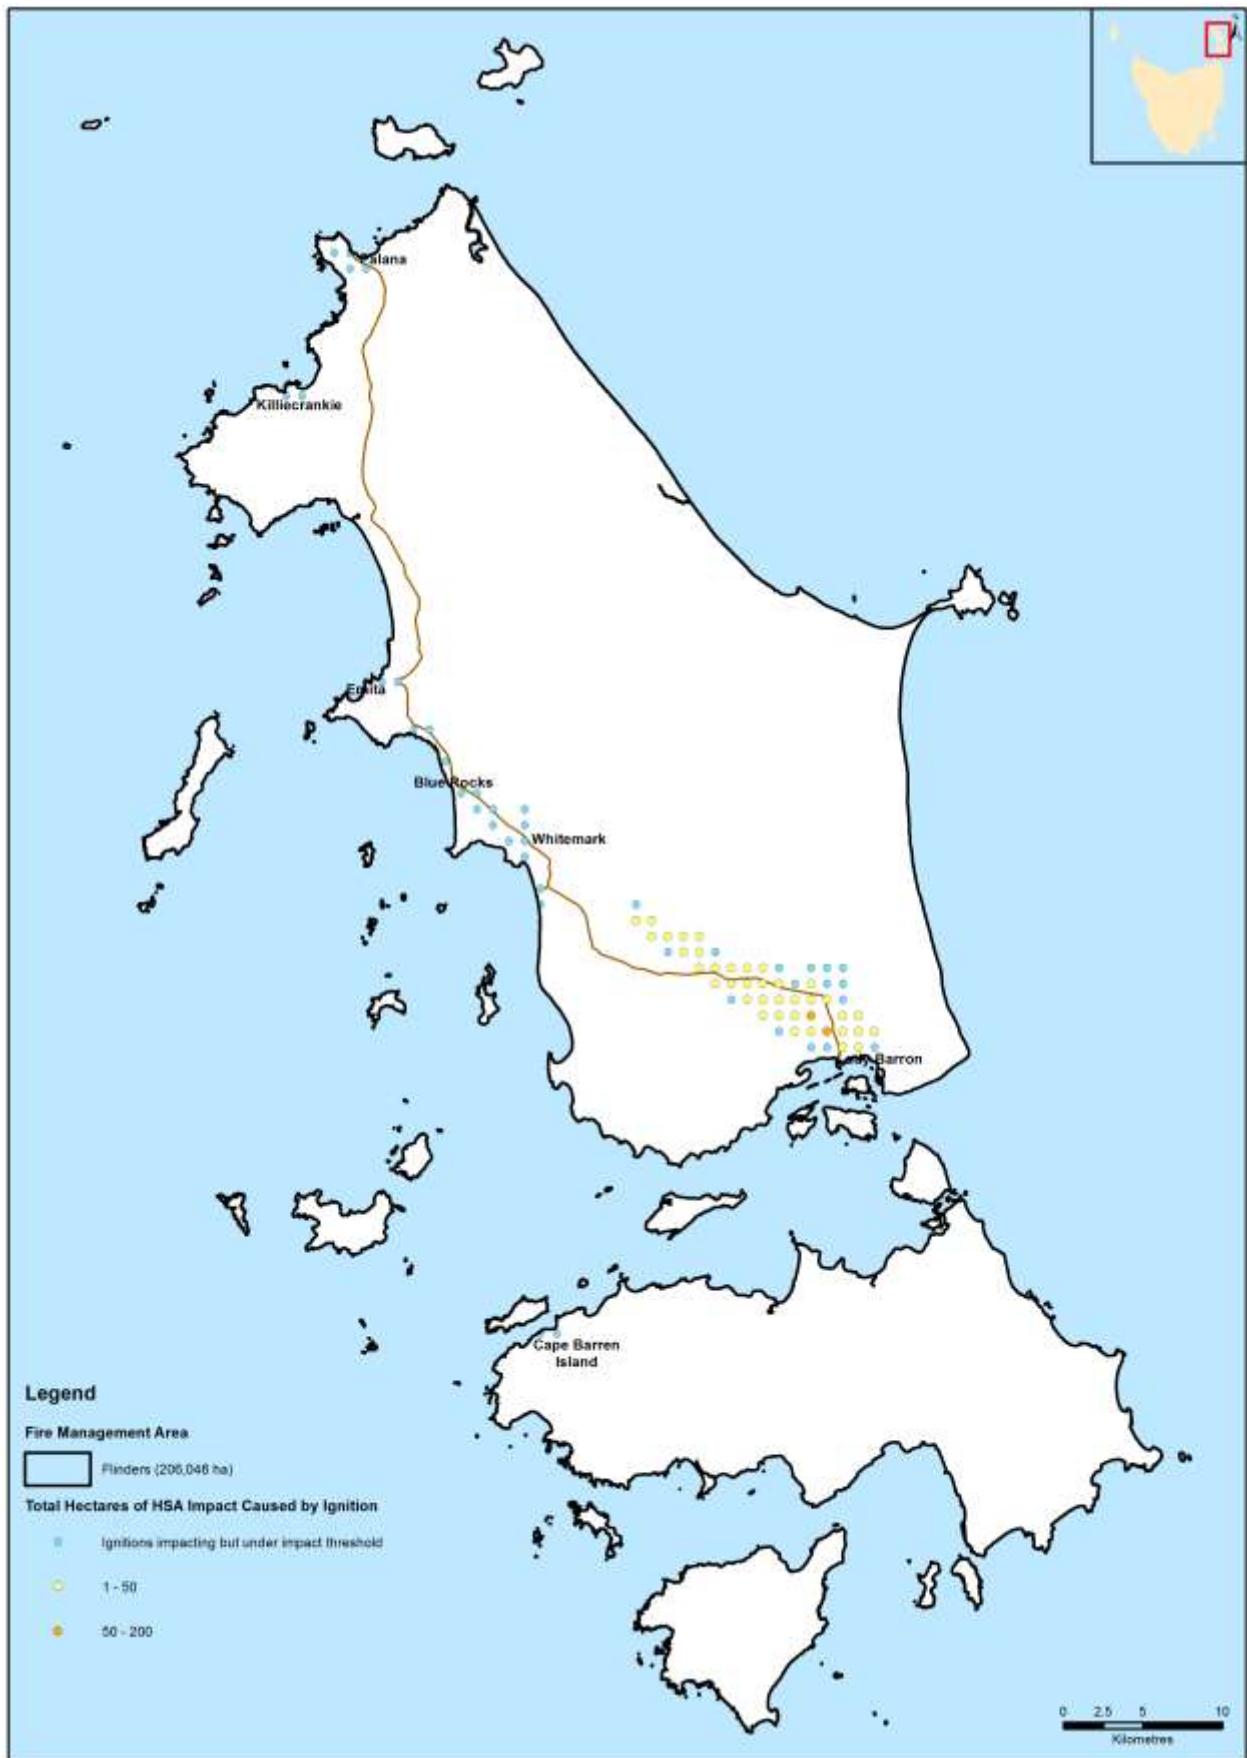 Palana
Killiecrankie
Emita
Blue Rocks
Whitemark
Lady Barron
Cape Barren
Island
Legend
Fire Management Area
Flinders (206,046 ha)
Total Hectares of HSA Impact Caused by Ignition
Ignitions impacting but under impact threshold
1 - 50
50 - 200
0 2.5 5 10
Kilometres